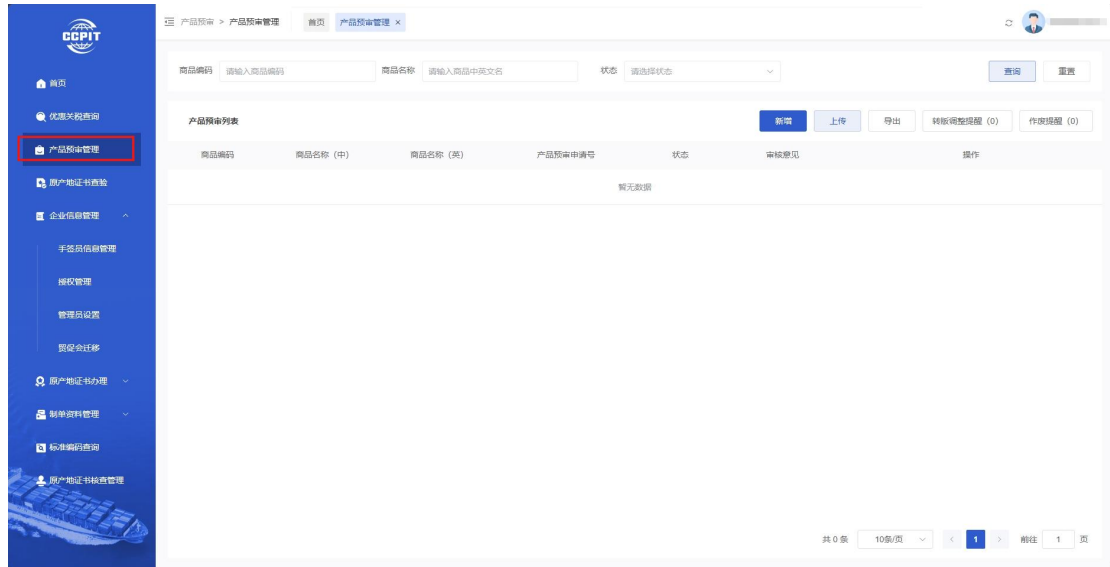 CCPIT
首页
优惠关税查询
产品预审管理
原产地证书查验
企业信息管理
手签员信息管理
授权管理
管理员设置
贸促会迁移
原产地证书办理
制单资料管理
标准编码查询
原产地证书核查管理
产品预审 > 产品预审管理 首页 产品预审管理 ×
商品编码 请输入商品编码 商品名称 请输入商品中英文名 状态 请选择状态 查询 重置
产品预审列表 新增 上传 导出 转版调整提醒（0） 作废提醒（0）
商品编码 商品名称（中） 商品名称（英） 产品预审申请号 状态 审核意见 操作
暂无数据
共 0 条 10条/页 < 1 > 前往 1 页